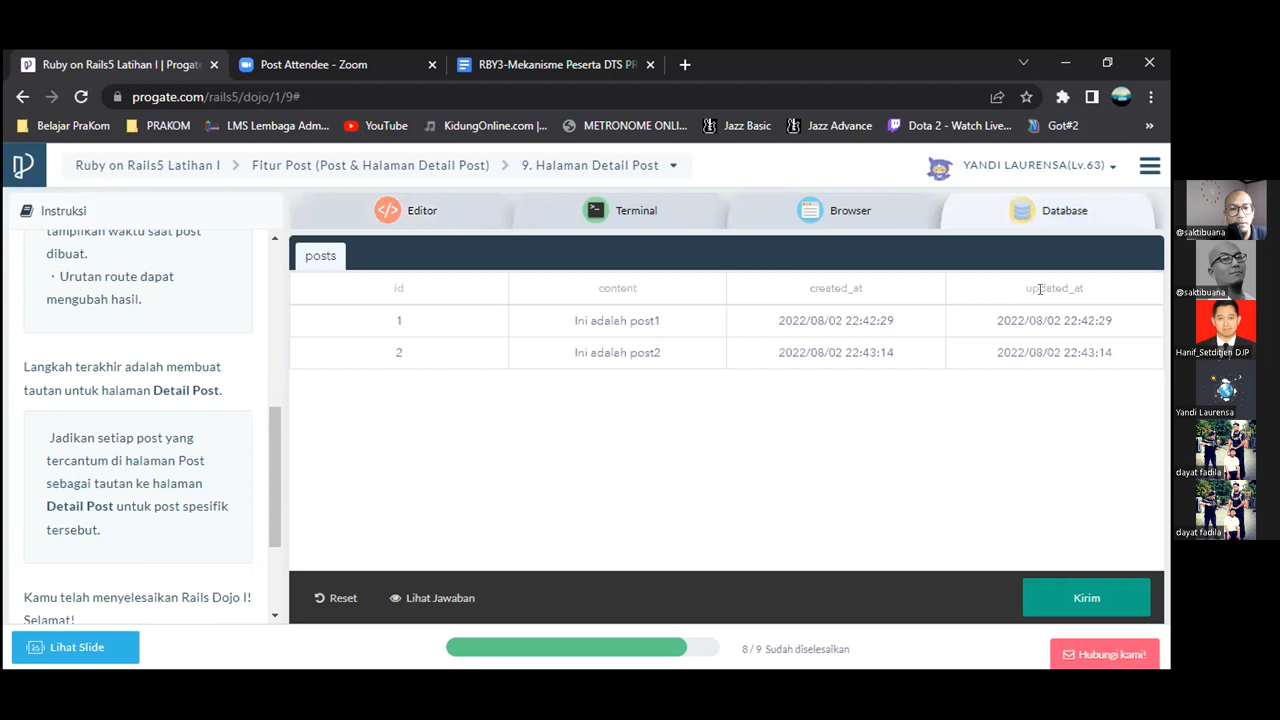 Ruby on Rails5 Latihan I | Progate
Post Attendee - Zoom
RBY3-Mekanisme Peserta DTS PR
progate.com/rails5/dojo/1/9#
Belajar PraKom
PRAKOM
LMS Lembaga Adm...
YouTube
KidungOnline.com |...
METRONOME ONLI...
Jazz Basic
Jazz Advance
Dota 2 - Watch Live...
Got#2
»
Ruby on Rails5 Latihan I
Fitur Post (Post & Halaman Detail Post)
9. Halaman Detail Post
YANDI LAURENSA(Lv.63)
Instruksi
Editor
Terminal
Browser
Database
tampilkan waktu saat post
dibuat.
・Urutan route dapat
mengubah hasil.
Langkah terakhir adalah membuat
tautan untuk halaman Detail Post.
Jadikan setiap post yang
tercantum di halaman Post
sebagai tautan ke halaman
Detail Post untuk post spesifik
tersebut.
Kamu telah menyelesaikan Rails Dojo I!
Selamat!
posts
id content created_at updated_at
1 Ini adalah post1 2022/08/02 22:42:29 2022/08/02 22:42:29
2 Ini adalah post2 2022/08/02 22:43:14 2022/08/02 22:43:14
Reset
Lihat Jawaban
Kirim
Lihat Slide
8 / 9 Sudah diselesaikan
Hubungi kami!
@saktibuana
@saktibuana
Hanif_Setditjen DJP
Yandi Laurensa
dayat fadila
dayat fadila